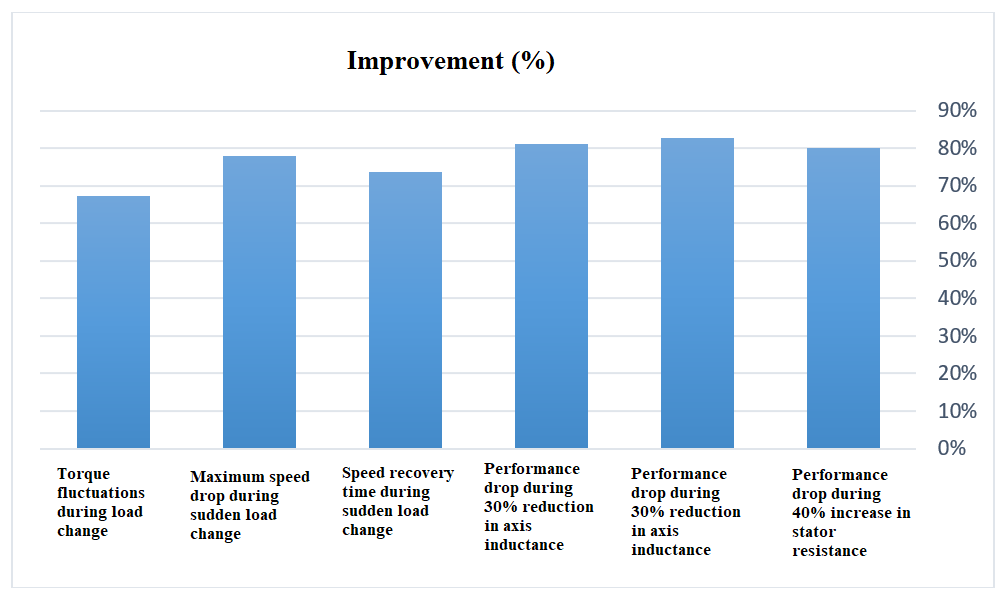 Improvement (%)
90%
80%
70%
60%
50%
40%
30%
20%
10%
0%
Torque
fluctuations
during load
change
Maximum speed
drop during
sudden load
change
Speed recovery
time during
sudden load
change
Performance
drop during
30% reduction
in axis
inductance
Performance
drop during
30% reduction
in axis
inductance
Performance
drop during
40% increase in
stator
resistance